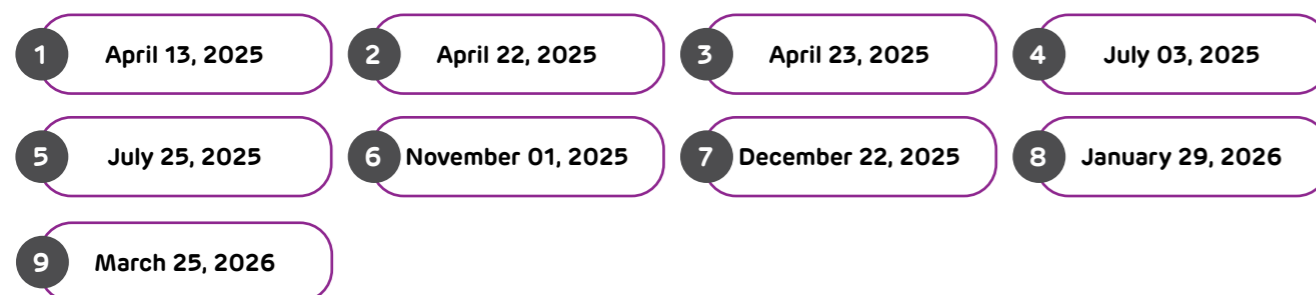 1 April 13, 2025
2 April 22, 2025
3 April 23, 2025
4 July 03, 2025
5 July 25, 2025
6 November 01, 2025
7 December 22, 2025
8 January 29, 2026
9 March 25, 2026